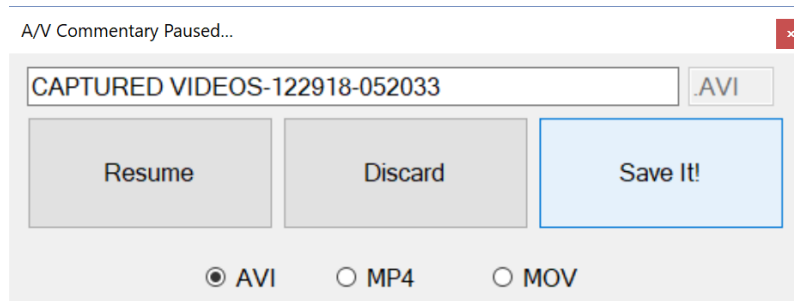 A/V Commentary Paused...
CAPTURED VIDEOS-122918-052033 .AVI
Resume Discard Save It!
AVI MP4 MOV